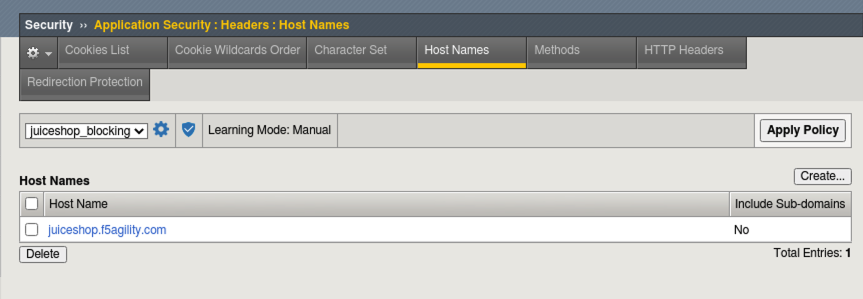 Security ›› Application Security : Headers : Host Names
Cookies List Cookie Wildcards Order Character Set Host Names Methods HTTP Headers
Redirection Protection
juiceshop_blocking Learning Mode: Manual Apply Policy
Host Names Create...
Host Name Include Sub-domains
juiceshop.f5agility.com No
Delete Total Entries: 1